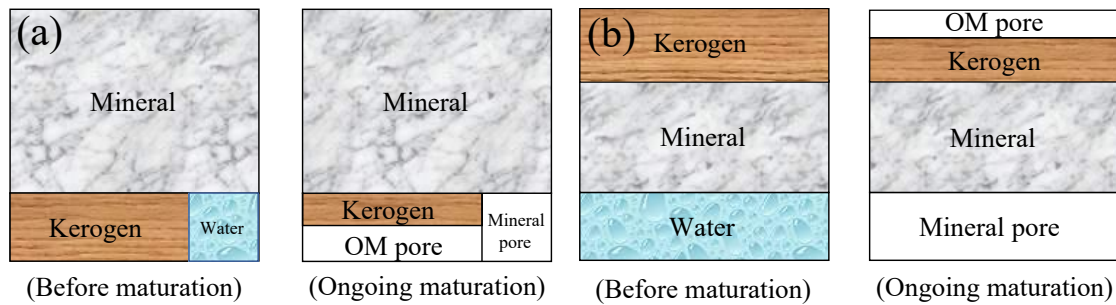 (a)
Mineral
Kerogen
Water
(Before maturation)
Mineral
Kerogen
OM pore
Mineral
pore
(Ongoing maturation)
(b)
Kerogen
Mineral
Water
(Before maturation)
OM pore
Kerogen
Mineral
Mineral pore
(Ongoing maturation)